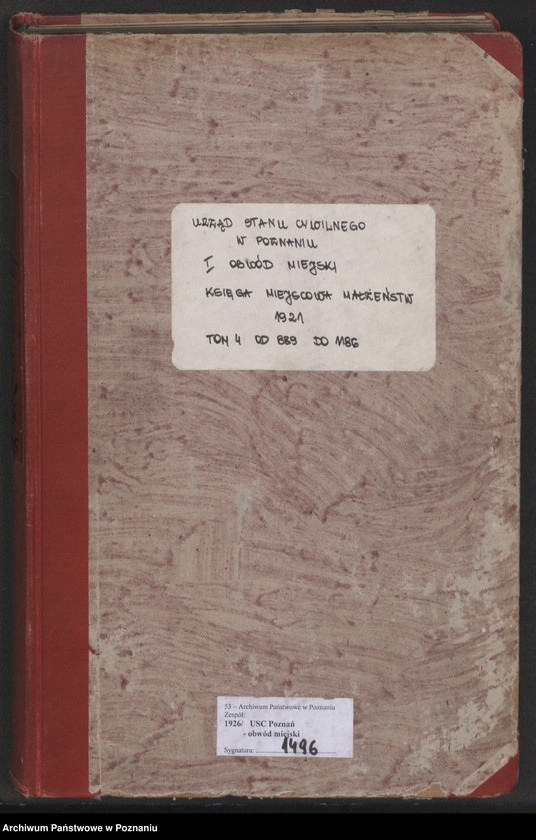 URZĄD STANU CYWILNEGO
W POZNANIU
I OBWÓD MIEJSKI
KSIĘGA MIEJSCOWA MAŁŻEŃSTW
1921
TOM 4 OD 889 DO 1186
53 – Archiwum Państwowe w Poznaniu
Zespół:
1926/ USC Poznań
- obwód miejski
Sygnatura: 1496
Archiwum Państwowe w Poznaniu